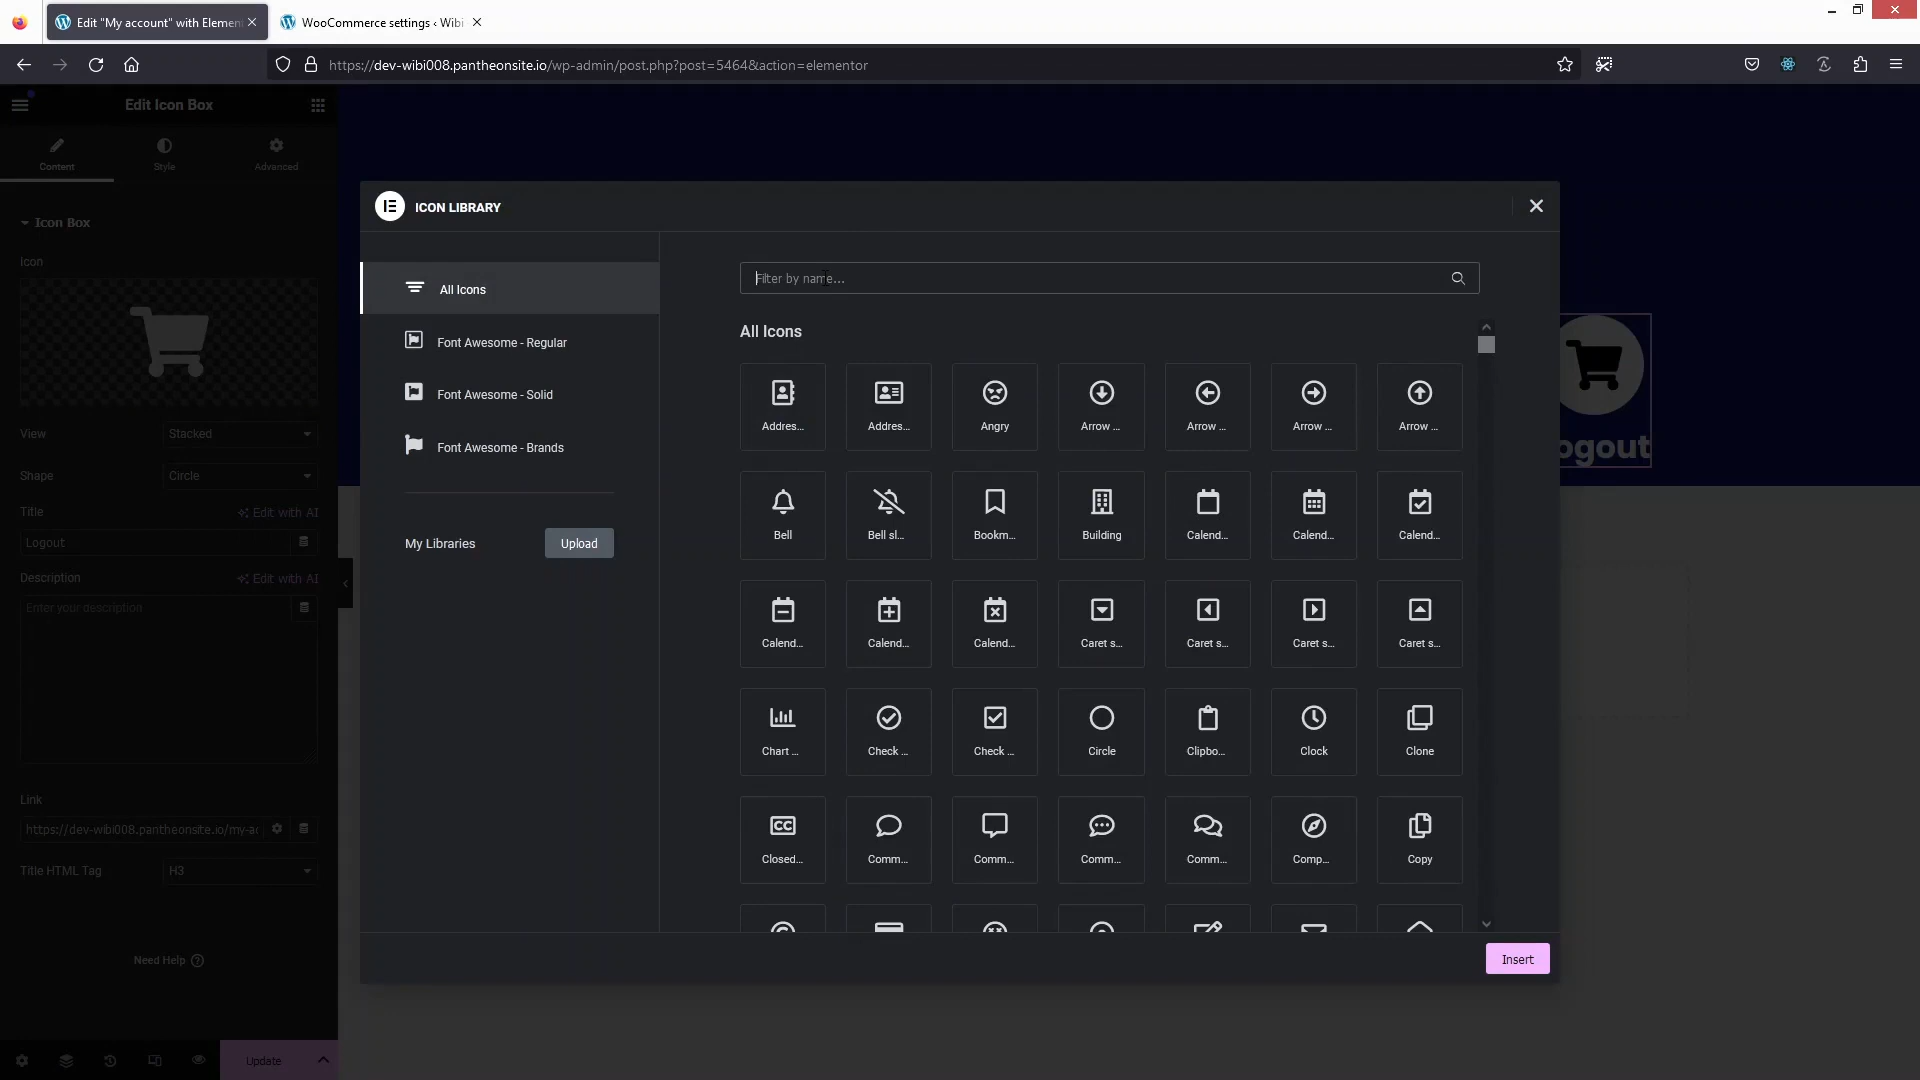 Edit "My account" with Elemen
WooCommerce settings ‹ Wibi
https://dev-wibi008.pantheonsite.io/wp-admin/post.php?post=5464&action=elementor
Edit Icon Box
Content
Style
Advanced
Icon Box
Icon
View
Stacked
Shape
Circle
Title
Edit with AI
Logout
Description
Edit with AI
Enter your description
Link
https://dev-wibi008.pantheonsite.io/my-ac
Title HTML Tag
H3
Need Help
Update
ICON LIBRARY
All Icons
Font Awesome - Regular
Font Awesome - Solid
Font Awesome - Brands
My Libraries
Upload
Filter by name...
All Icons
Addres...
Addres...
Angry
Arrow ...
Arrow ...
Arrow ...
Arrow ...
Bell
Bell sl...
Bookm...
Building
Calend...
Calend...
Calend...
Calend...
Calend...
Calend...
Caret s...
Caret s...
Caret s...
Caret s...
Chart ...
Check ...
Check ...
Circle
Clipbo...
Clock
Clone
CC
Closed...
Comm...
Comm...
Comm...
Comm...
Comp...
Copy
Insert
ogout